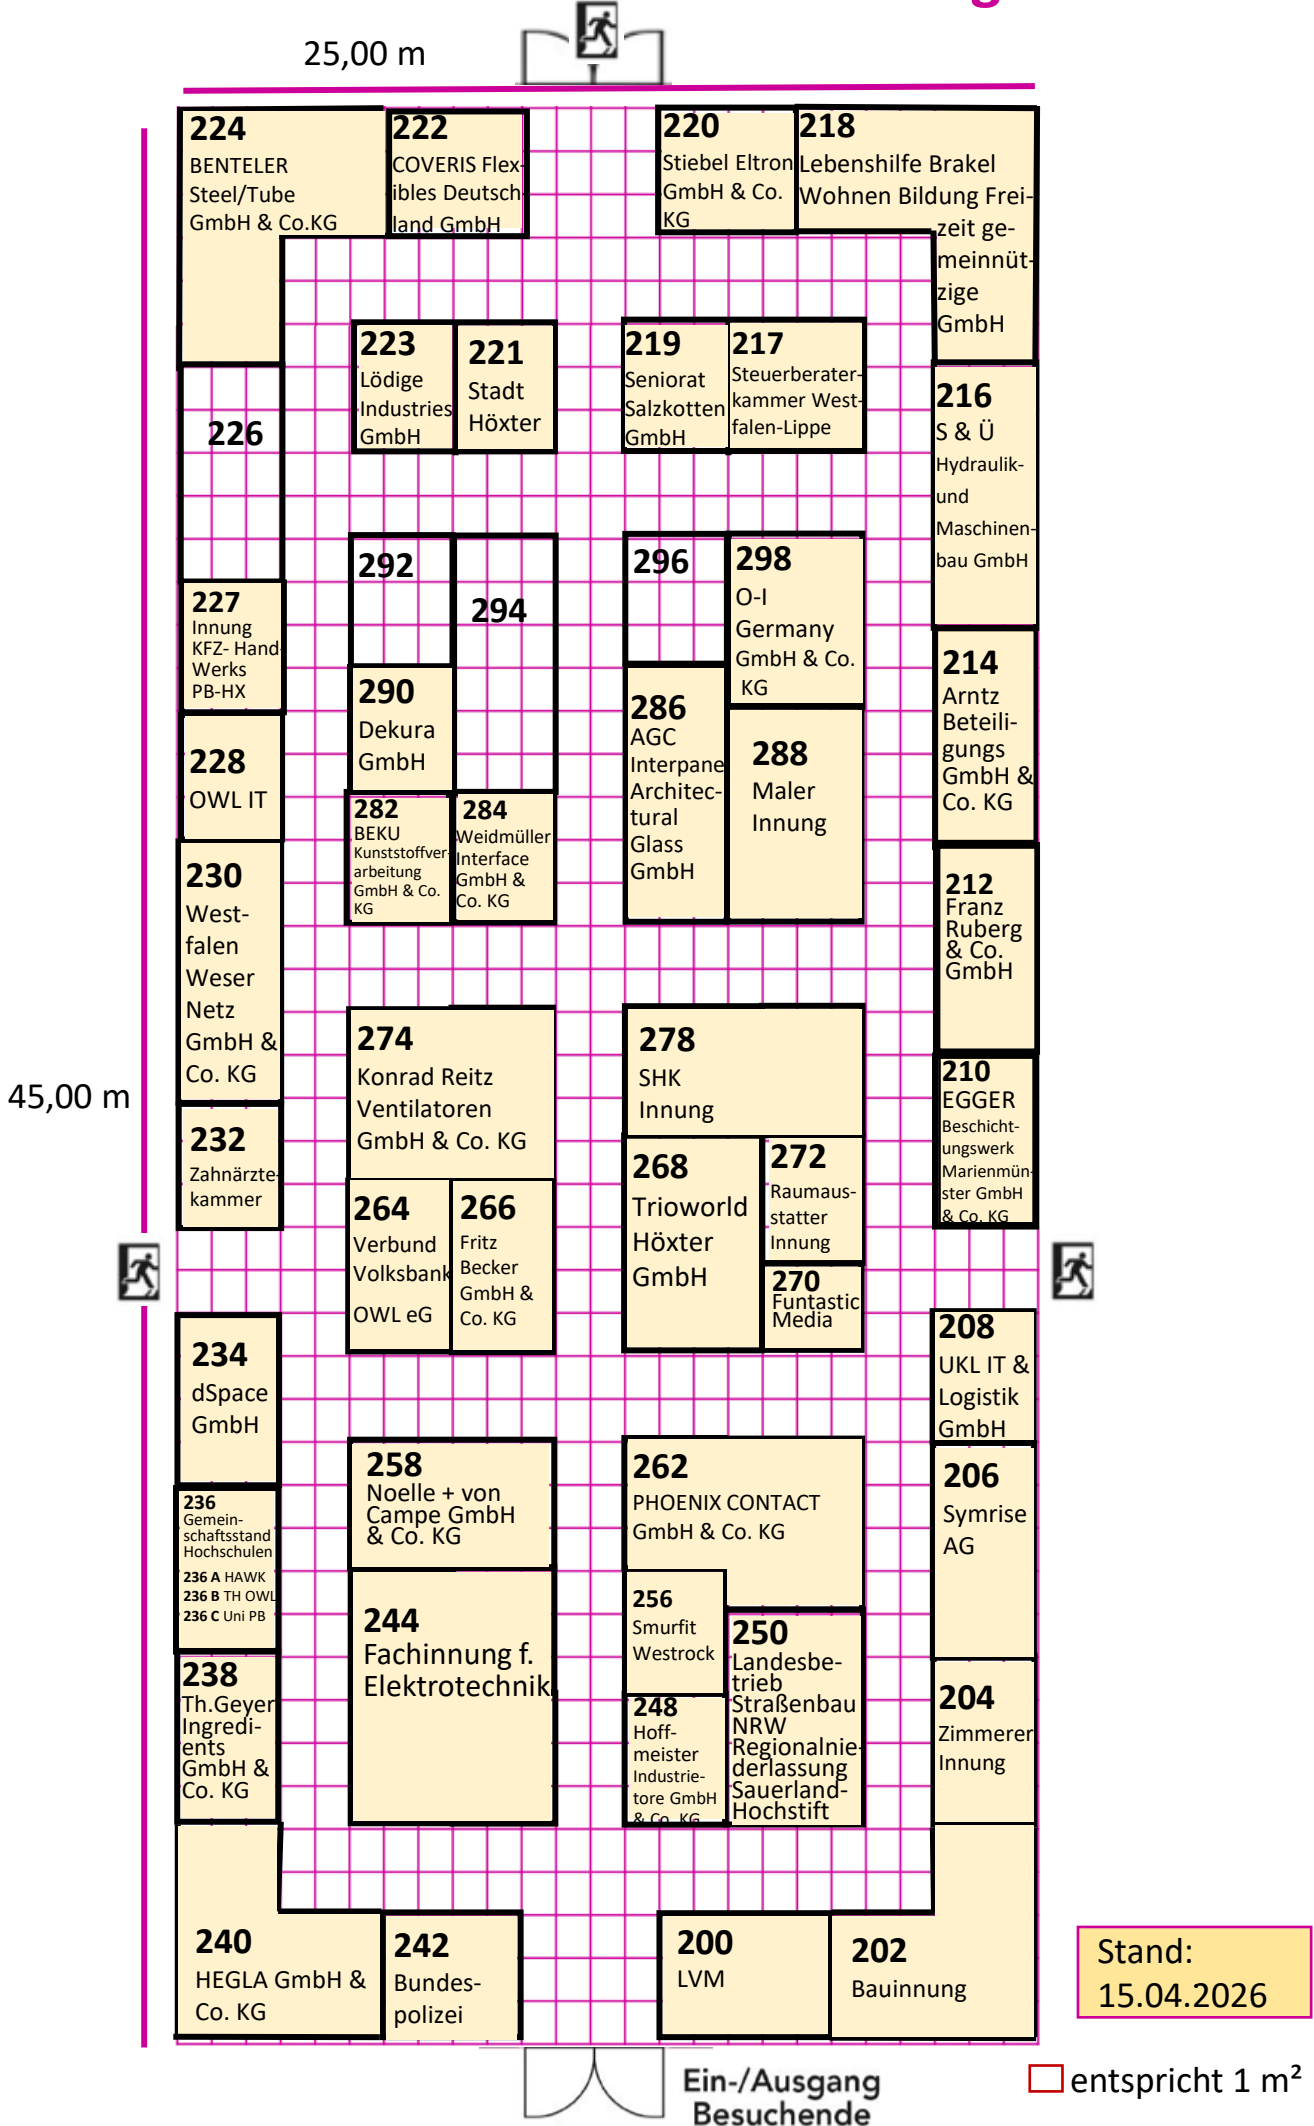 25,00 m
224
BENTELER
Steel/Tube
GmbH & Co.KG
222
COVERIS Flex-
ibles Deutsch-
land GmbH
220
Stiebel Eltron
GmbH & Co.
KG
218
Lebenshilfe Brakel
Wohnen Bildung Frei-
zeit ge-
meinnüt-
zige
GmbH
223
Lödige
Industries
GmbH
221
Stadt
Höxter
219
Seniorat
Salzkotten
GmbH
217
Steuerberater-
kammer West-
falen-Lippe
216
S & Ü
Hydraulik-
und
Maschinen-
bau GmbH
226
292
294
296
298
O-I
Germany
GmbH & Co.
KG
227
Innung
KFZ- Hand-
Werks
PB-HX
290
Dekura
GmbH
286
AGC
Interpane
Architec-
tural
Glass
GmbH
288
Maler
Innung
214
Arntz
Beteili-
gungs
GmbH &
Co. KG
228
OWL IT
282
BEKU
Kunststoffver-
arbeitung
GmbH & Co.
KG
284
Weidmüller
Interface
GmbH &
Co. KG
230
West-
falen
Weser
Netz
GmbH &
Co. KG
212
Franz
Ruberg
& Co.
GmbH
274
Konrad Reitz
Ventilatoren
GmbH & Co. KG
278
SHK
Innung
210
EGGER
Beschicht-
ungswerk
Marienmün-
ster GmbH
& Co. KG
45,00 m
232
Zahnärzte-
kammer
264
Verbund
Volksbank
OWL eG
266
Fritz
Becker
GmbH &
Co. KG
268
Trioworld
Höxter
GmbH
272
Raumaus-
statter
Innung
270
Funtastic
Media
234
dSpace
GmbH
208
UKL IT &
Logistik
GmbH
258
Noelle + von
Campe GmbH
& Co. KG
262
PHOENIX CONTACT
GmbH & Co. KG
206
Symrise
AG
236
Gemein-
schaftsstand
Hochschulen
236 A HAWK
236 B TH OWL
236 C Uni PB
244
Fachinnung f.
Elektrotechnik
256
Smurfit
Westrock
250
Landesbe-
trieb
Straßenbau
NRW
Regionalnie-
derlassung
Sauerland-
Hochstift
238
Th.Geyer
Ingredi-
ents
GmbH &
Co. KG
248
Hoff-
meister
Industrie-
tore GmbH
& Co. KG
204
Zimmerer
Innung
240
HEGLA GmbH &
Co. KG
242
Bundes-
polizei
200
LVM
202
Bauinnung
Stand:
15.04.2026
Ein-/Ausgang
Besuchende
entspricht 1 m²